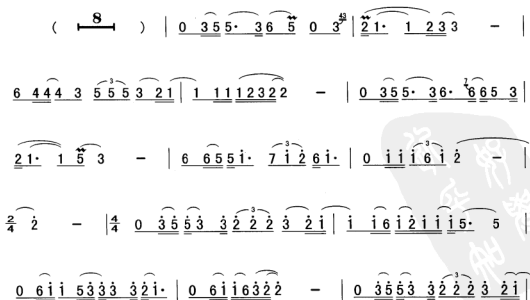 ( 8 ) | 0 3 5 5· 3 6 5 0 3 43 | 2 1· 1 2 3 3 – |
6 4 4 4 3 5 5 5 3 2 1 | 1 1 1 1 2 3 2 2 – | 0 3 5 5· 3 6· 7 6 6 5 3 |
2 1· 1 5 3 – | 6 6 5 5 i· 7 i 2̇ 6 i· | 0 i i i 6 i 2̇ – |
2/4 2̇ – | 4/4 0 3̇ 5̇ 5̇ 3̇ 3̇ 2̇ 2̇ 2̇ 3̇ 2̇ i | i i 6 i 2̇ i i i 5· 5 |
0 6 i i 5̇ 3̇ 3̇ 3̇ 2̇ i· | 0 6 i i 6 3̇ 2̇ 2̇ – | 0 3̇ 5̇ 5̇ 3̇ 3̇ 2̇ 2̇ 2̇ 3̇ 2̇ i |